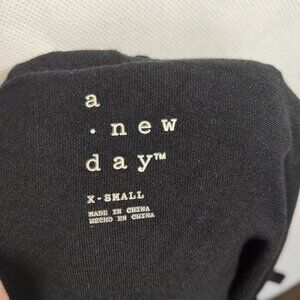 a
. new
day™
X-SMALL
MADE IN CHINA
HECHO EN CHINA